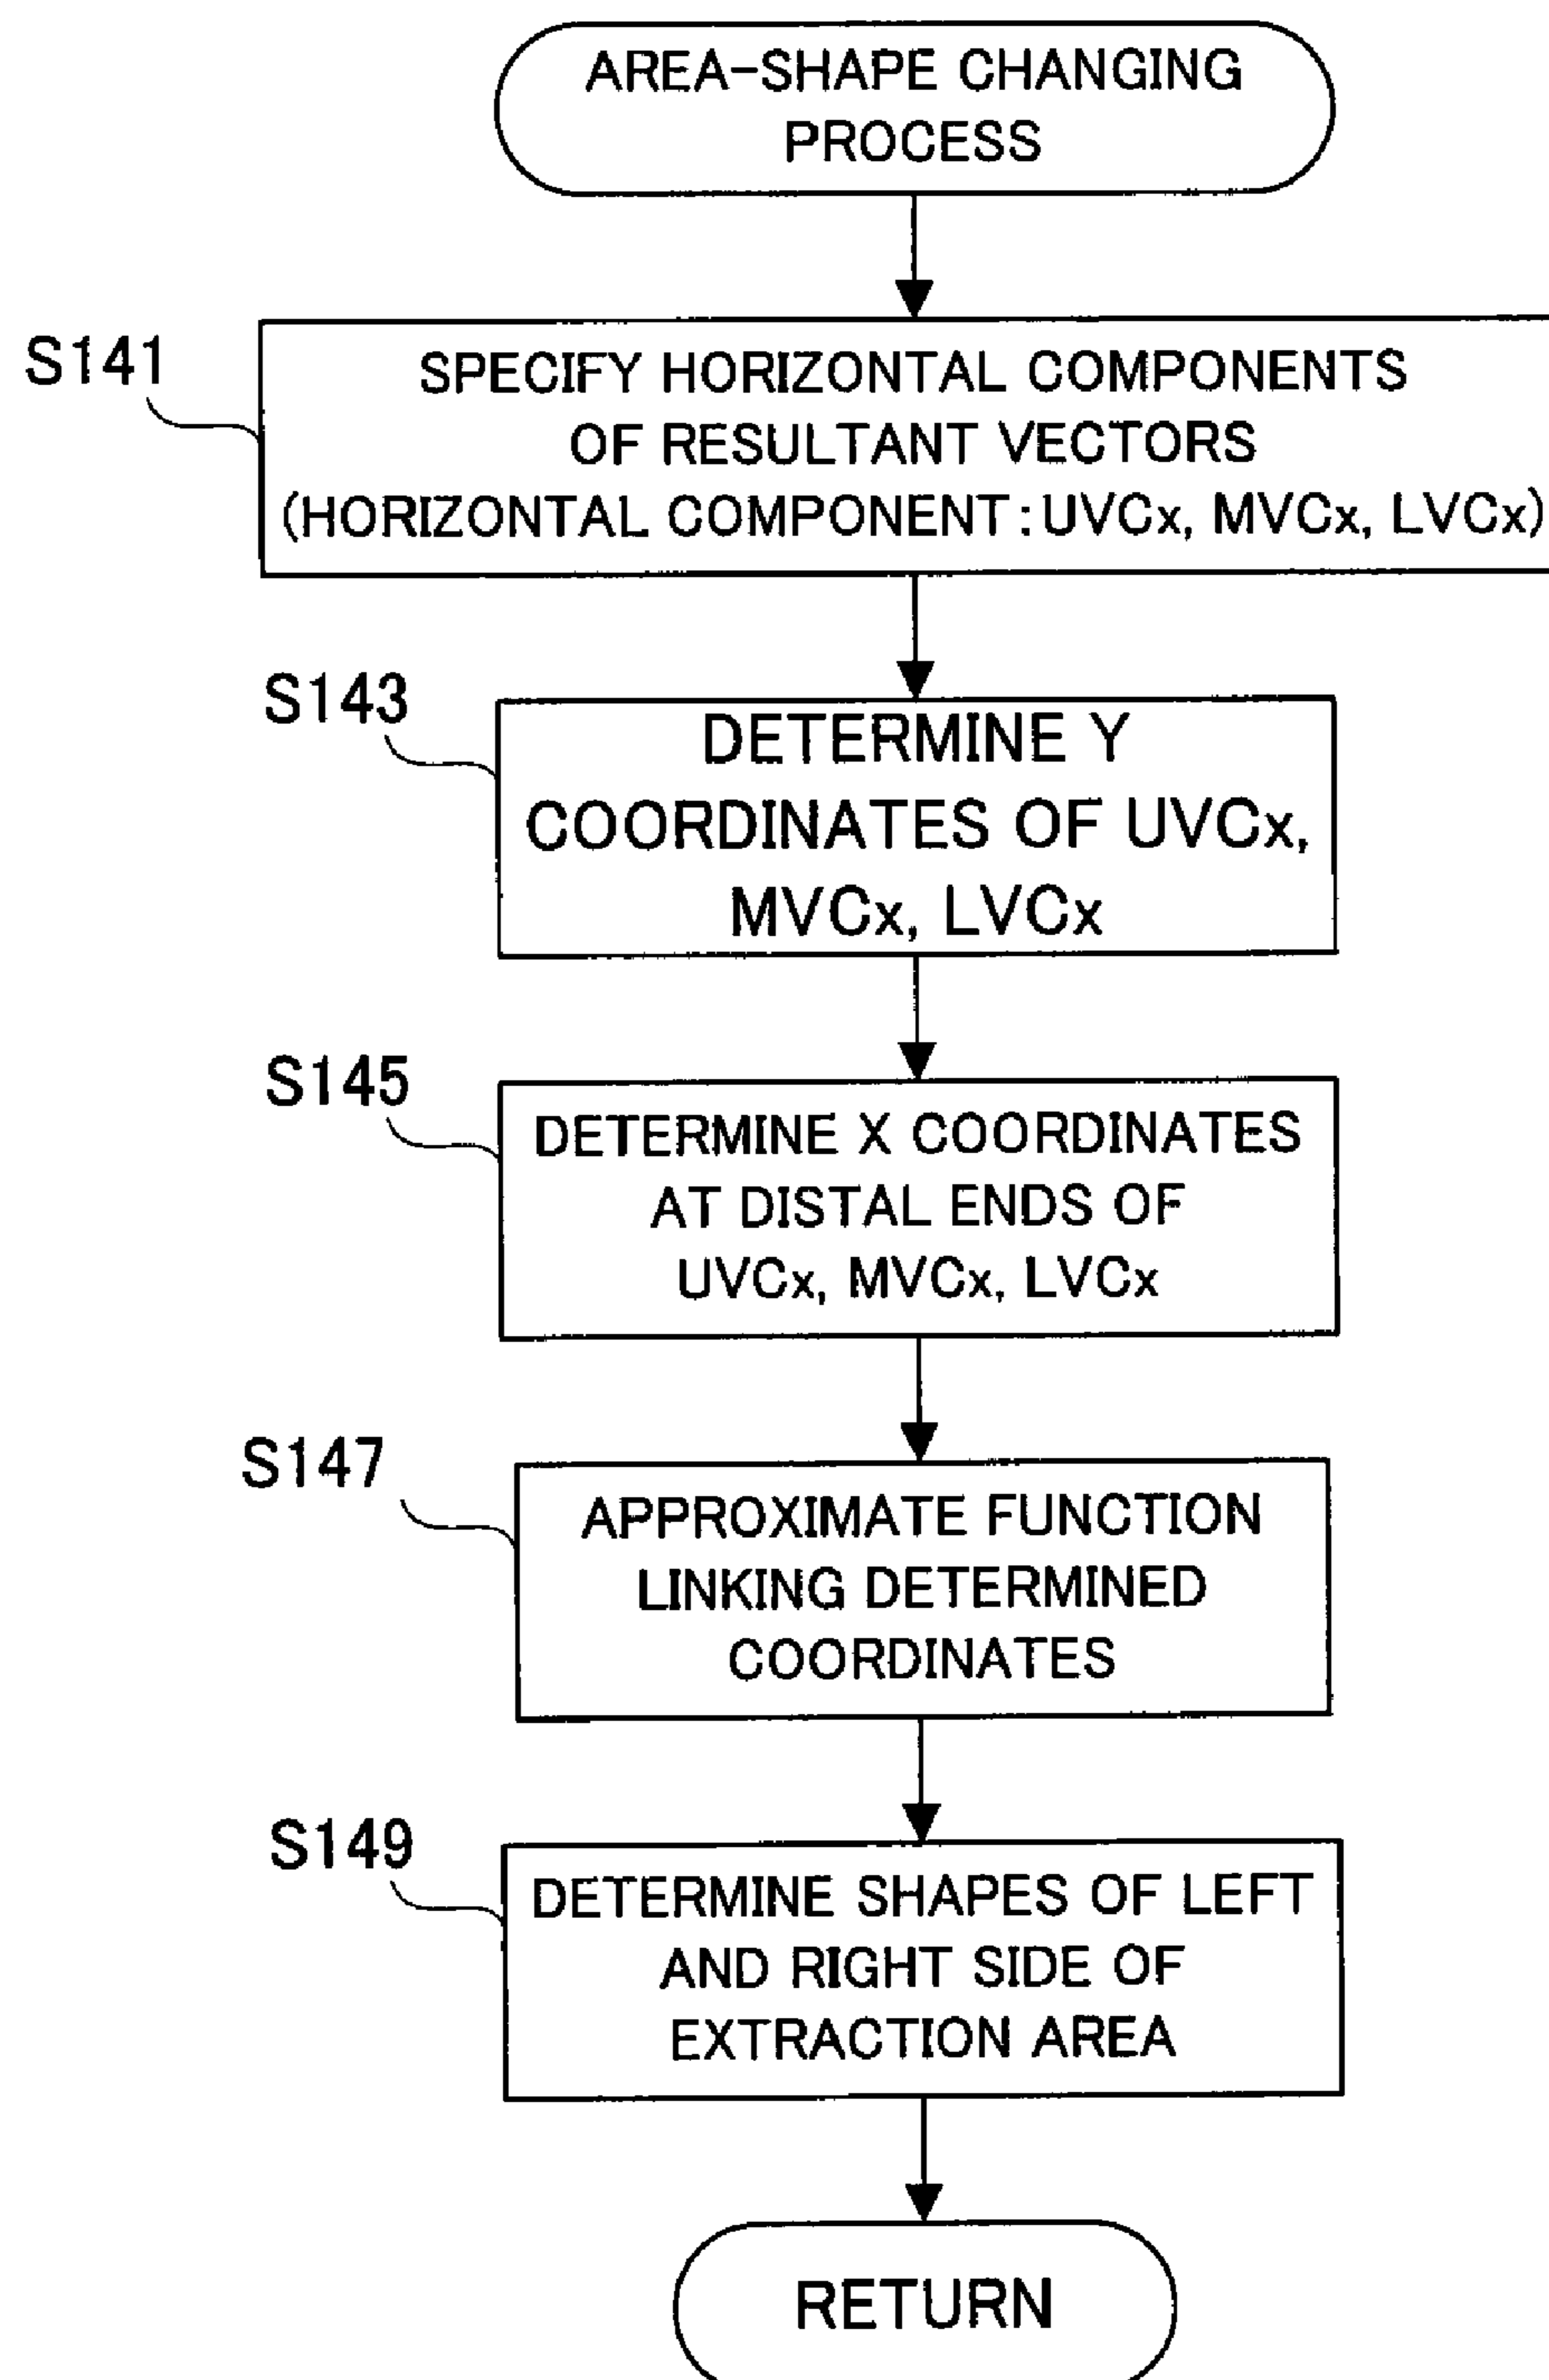 AREA-SHAPE CHANGING
PROCESS
S141
SPECIFY HORIZONTAL COMPONENTS
OF RESULTANT VECTORS
(HORIZONTAL COMPONENT : UVCx, MVCx, LVCx)
S143
DETERMINE Y
COORDINATES OF UVCx,
MVCx, LVCx
S145
DETERMINE X COORDINATES
AT DISTAL ENDS OF
UVCx, MVCx, LVCx
S147
APPROXIMATE FUNCTION
LINKING DETERMINED
COORDINATES
S149
DETERMINE SHAPES OF LEFT
AND RIGHT SIDE OF
EXTRACTION AREA
RETURN